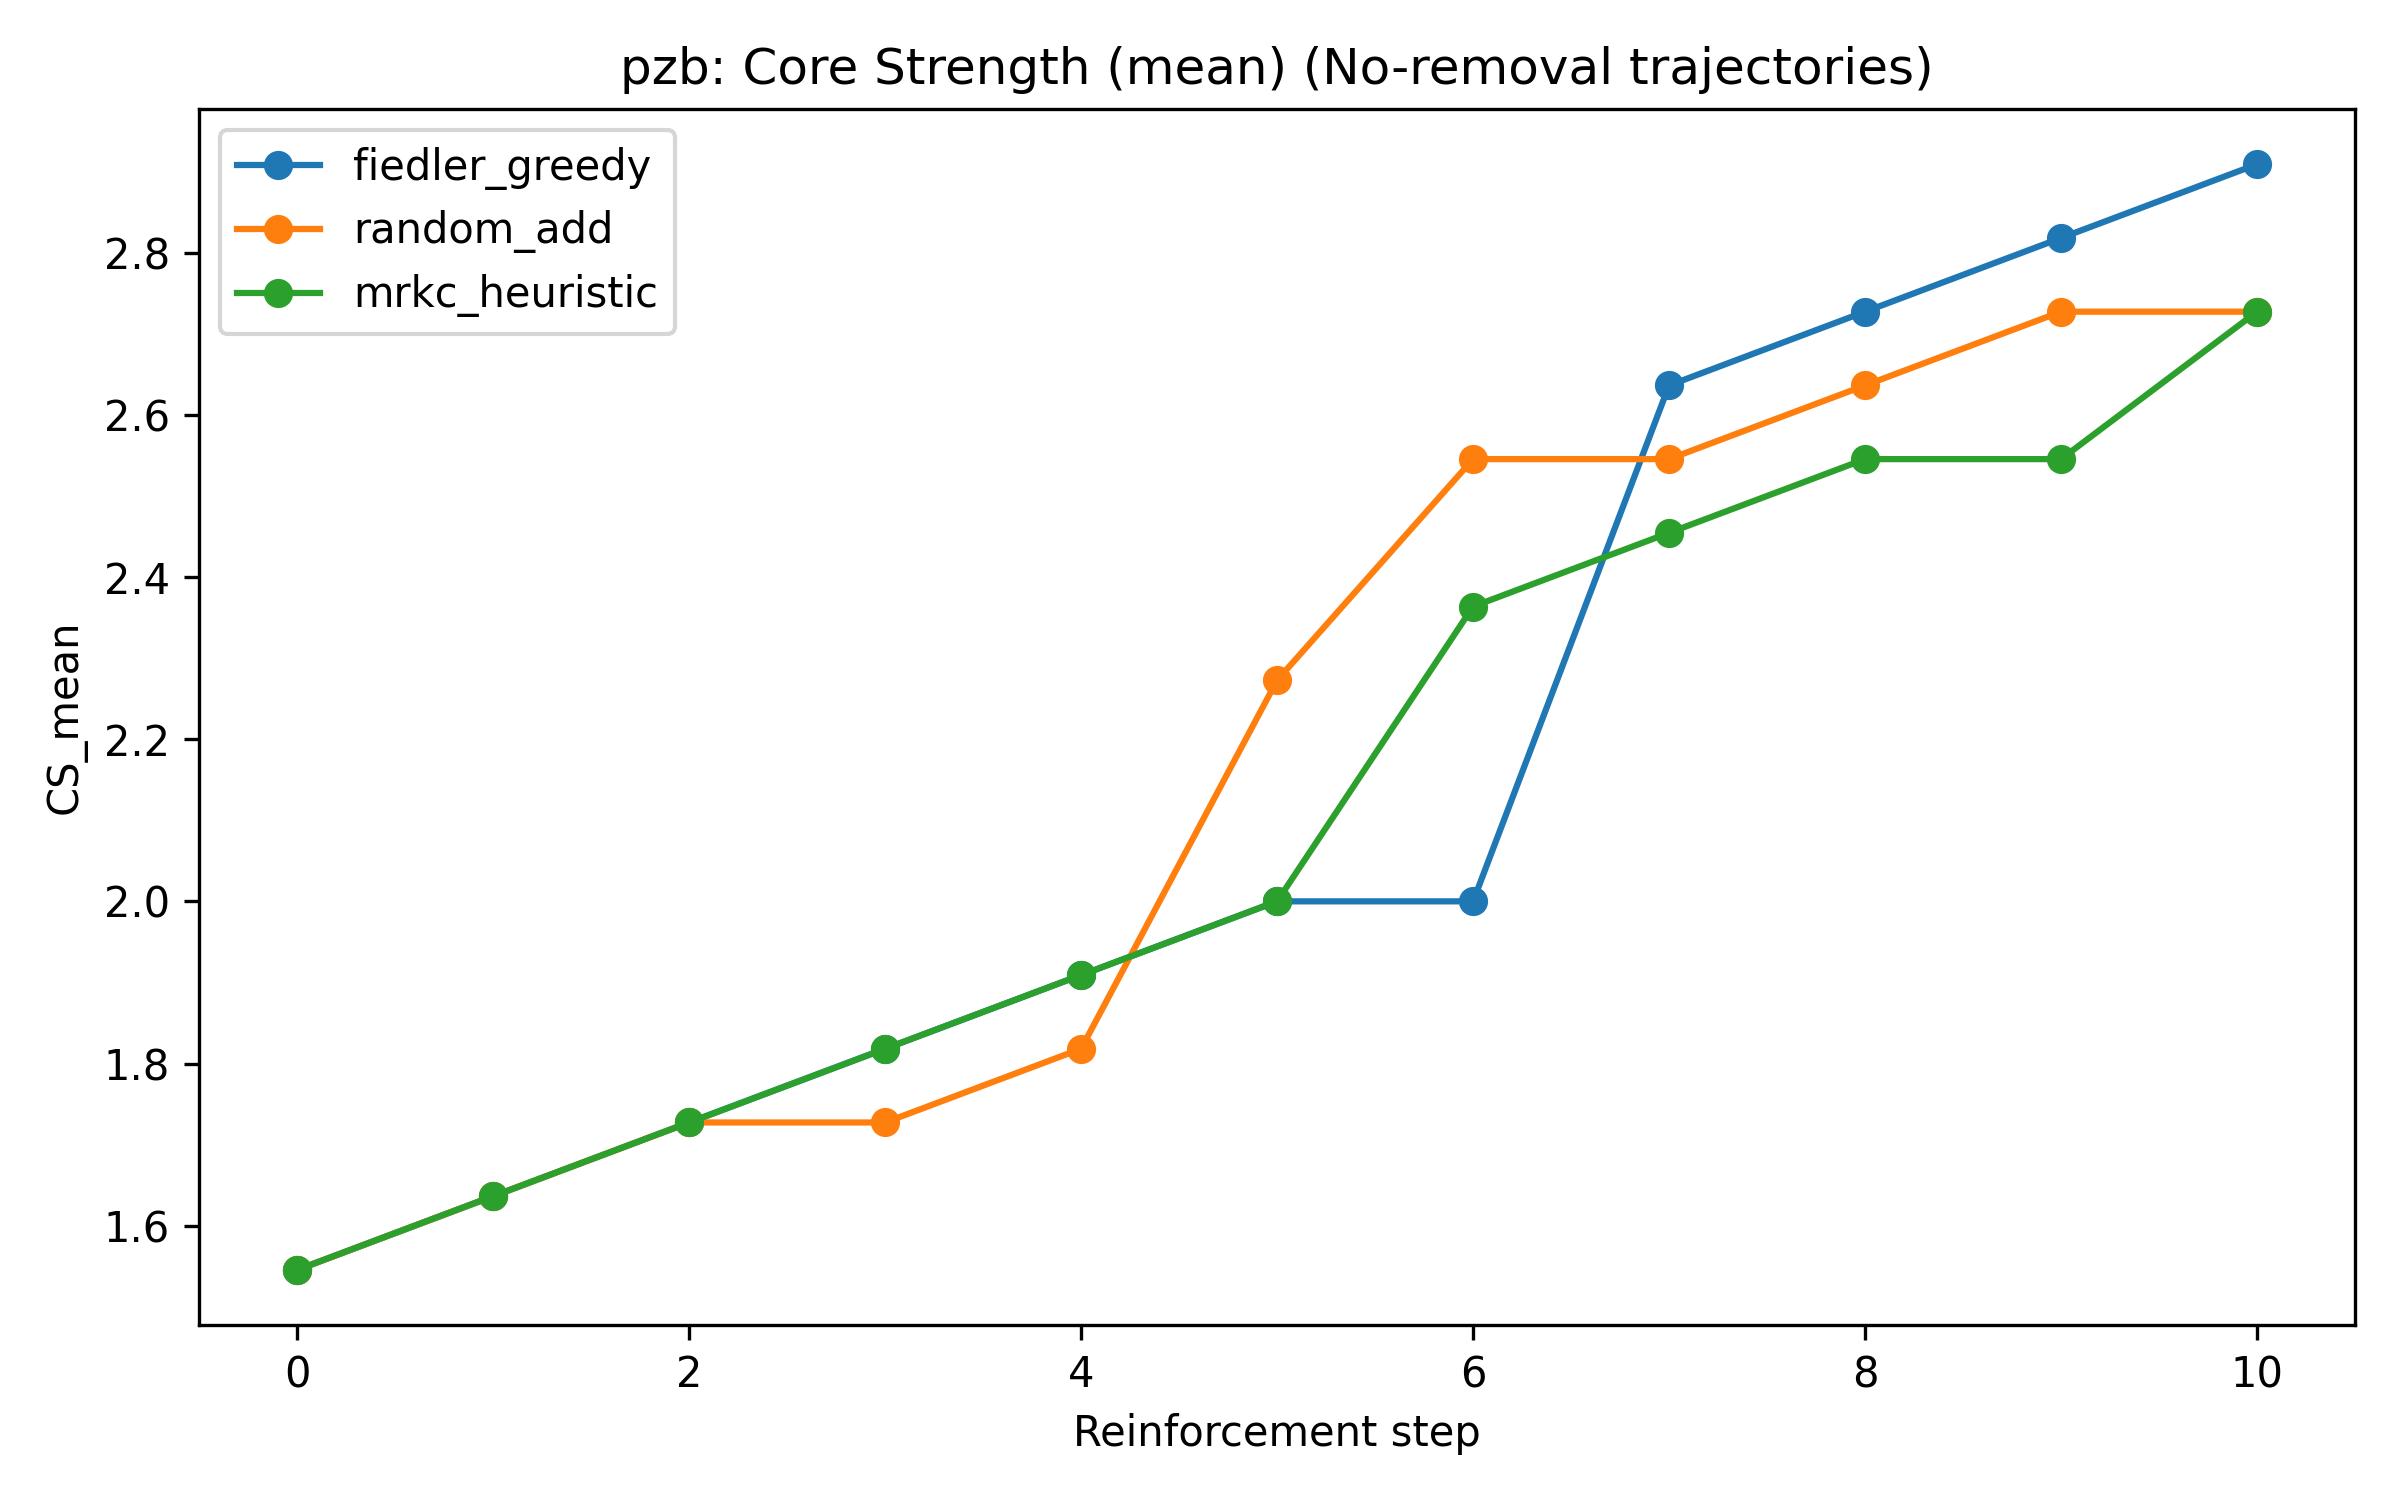 pzb: Core Strength (mean) (No-removal trajectories)
fiedler_greedy
random_add
mrkc_heuristic
CS_mean
2.8
2.6
2.4
2.2
2.0
1.8
1.6
0 2 4 6 8 10
Reinforcement step